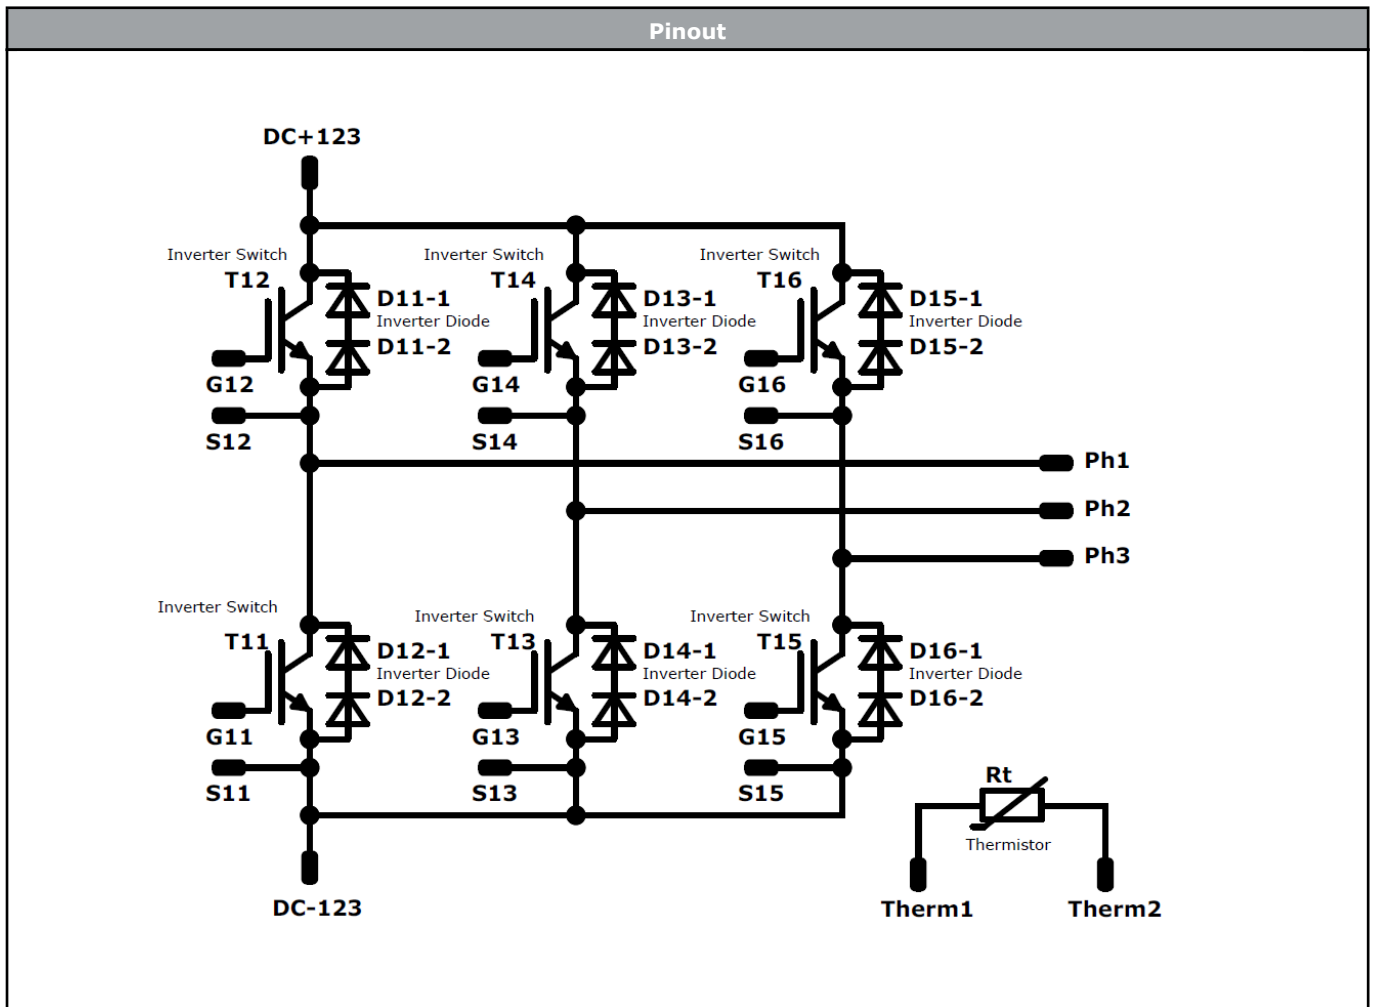 Pinout
DC+123
Inverter Switch
T12
D11-1
Inverter Diode
D11-2
G12
S12
Inverter Switch
T14
D13-1
Inverter Diode
D13-2
G14
S14
Inverter Switch
T16
D15-1
Inverter Diode
D15-2
G16
S16
Ph1
Ph2
Ph3
Inverter Switch
T11
D12-1
Inverter Diode
D12-2
G11
S11
Inverter Switch
T13
D14-1
Inverter Diode
D14-2
G13
S13
Inverter Switch
T15
D16-1
Inverter Diode
D16-2
G15
S15
DC-123
Rt
Thermistor
Therm1
Therm2